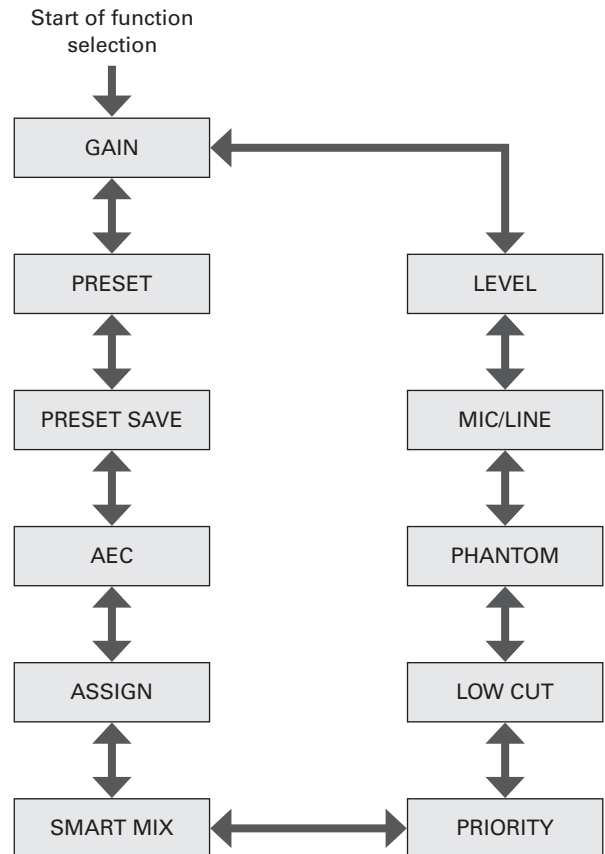 Start of function
selection
GAIN
PRESET
LEVEL
PRESET SAVE
MIC/LINE
AEC
PHANTOM
ASSIGN
LOW CUT
SMART MIX
PRIORITY